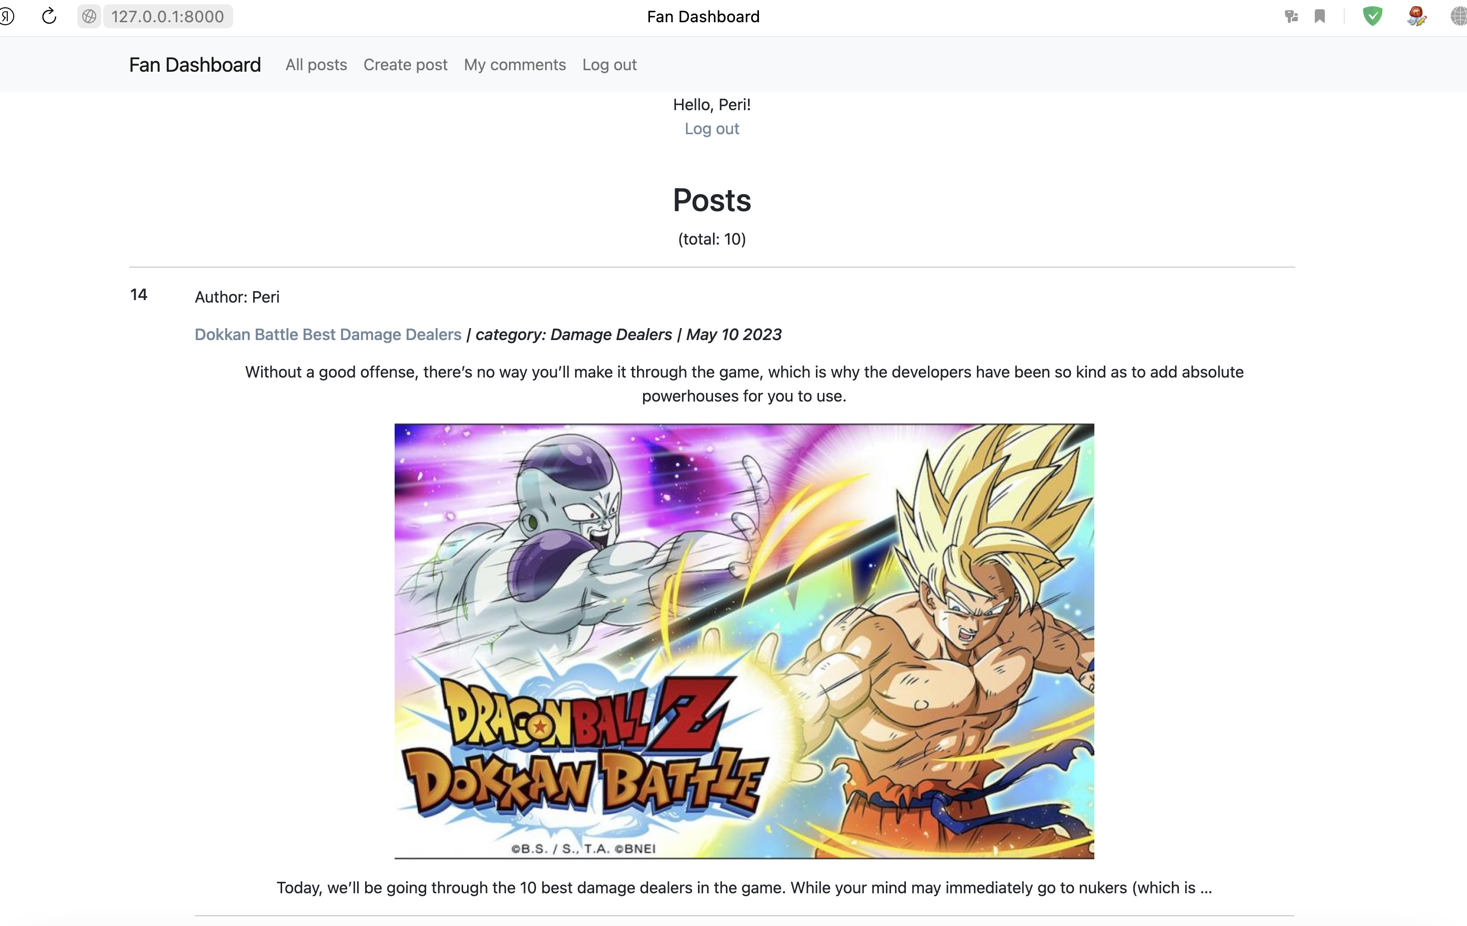 Я 127.0.0.1:8000 Fan Dashboard
Fan Dashboard All posts Create post My comments Log out
Hello, Peri!
Log out
Posts
(total: 10)
14 Author: Peri
Dokkan Battle Best Damage Dealers | category: Damage Dealers | May 10 2023
Without a good offense, there’s no way you’ll make it through the game, which is why the developers have been so kind as to add absolute
powerhouses for you to use.
DRAGONBALL Z
DOKKAN BATTLE
©B.S. / S., T.A. ©BNEI
Today, we’ll be going through the 10 best damage dealers in the game. While your mind may immediately go to nukers (which is ...